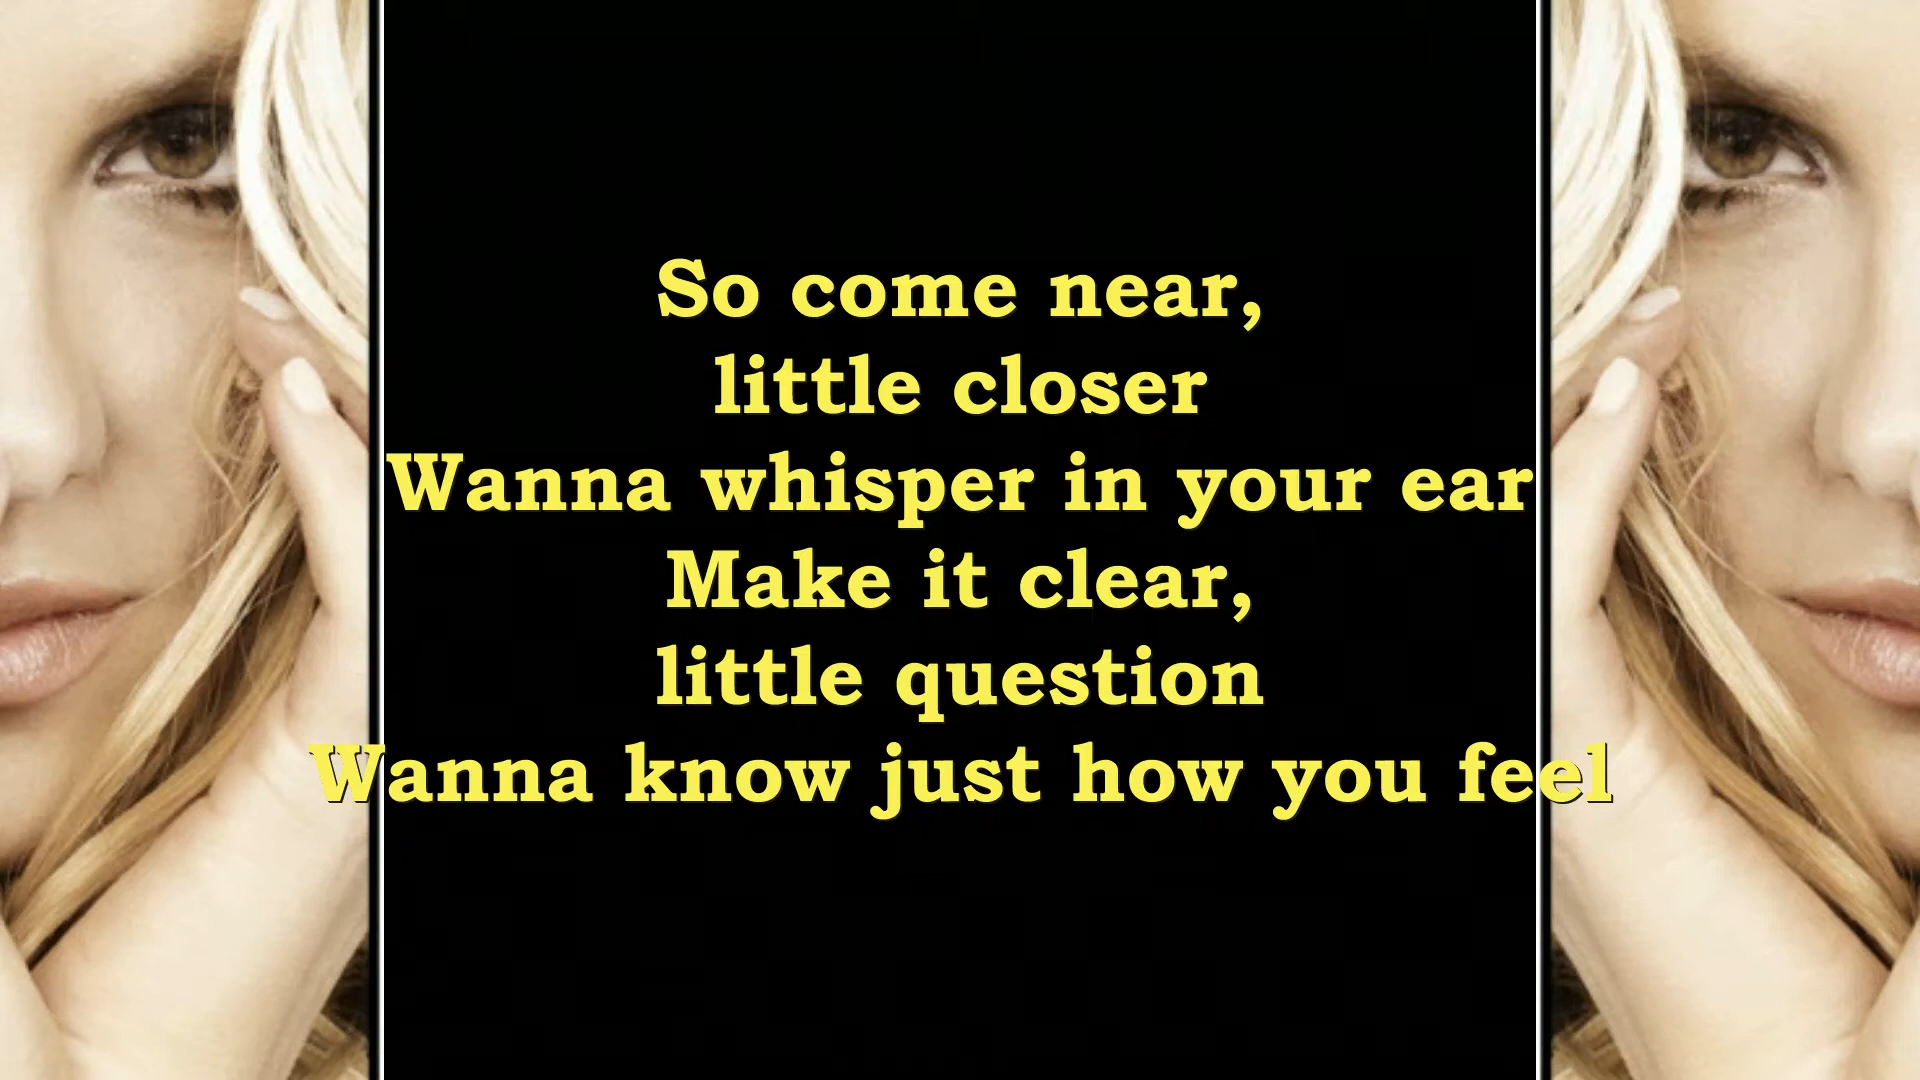 So come near,
little closer
Wanna whisper in your ear
Make it clear,
little question
Wanna know just how you feel